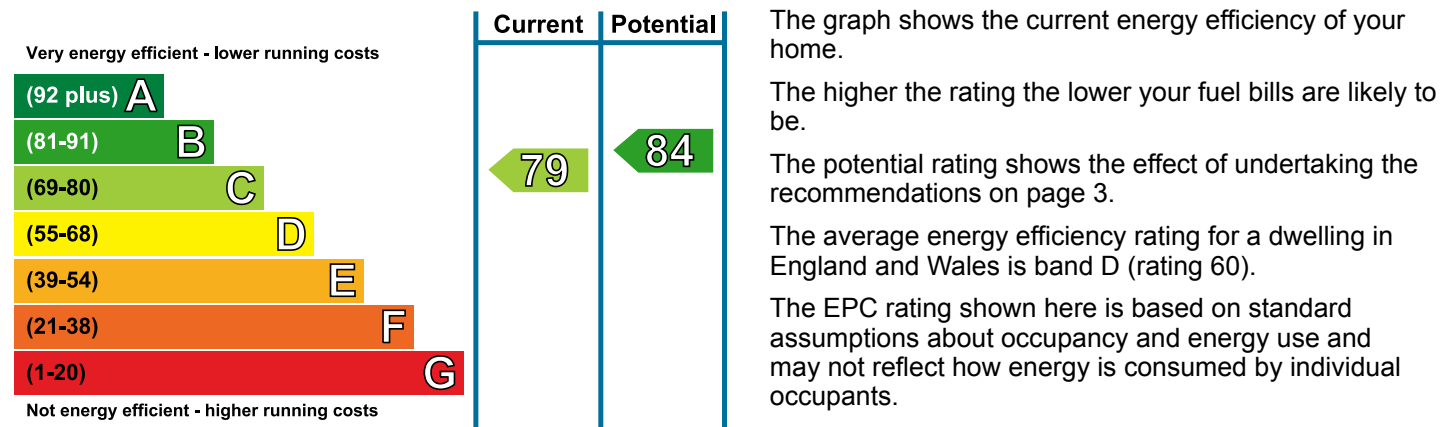 Current Potential
Very energy efficient - lower running costs
(92 plus) A
(81-91) B
(69-80) C
(55-68) D
(39-54) E
(21-38) F
(1-20) G
Not energy efficient - higher running costs
79
84
The graph shows the current energy efficiency of your
home.
The higher the rating the lower your fuel bills are likely to
be.
The potential rating shows the effect of undertaking the
recommendations on page 3.
The average energy efficiency rating for a dwelling in
England and Wales is band D (rating 60).
The EPC rating shown here is based on standard
assumptions about occupancy and energy use and
may not reflect how energy is consumed by individual
occupants.